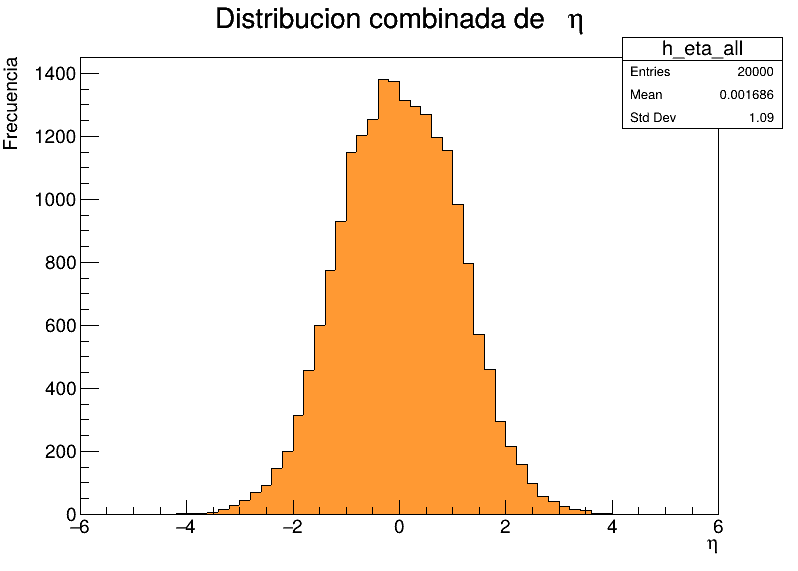 Distribucion combinada de η
h_eta_all
Entries 20000
Mean 0.001686
Std Dev 1.09
Frecuencia
1400
1200
1000
800
600
400
200
0
−6 −4 −2 0 2 4 6
η